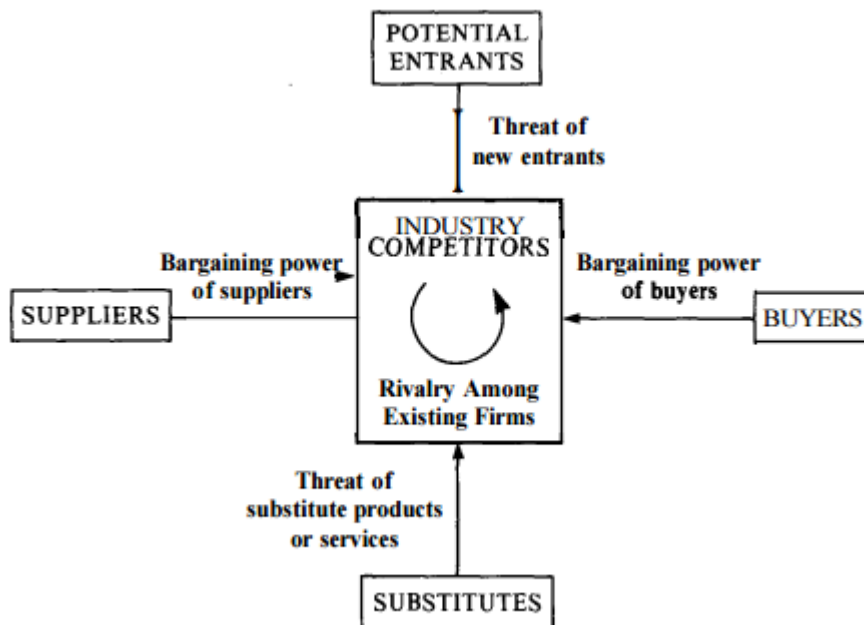 POTENTIAL
ENTRANTS
Threat of
new entrants
INDUSTRY
COMPETITORS
Bargaining power
of suppliers
Bargaining power
of buyers
SUPPLIERS
BUYERS
Rivalry Among
Existing Firms
Threat of
substitute products
or services
SUBSTITUTES